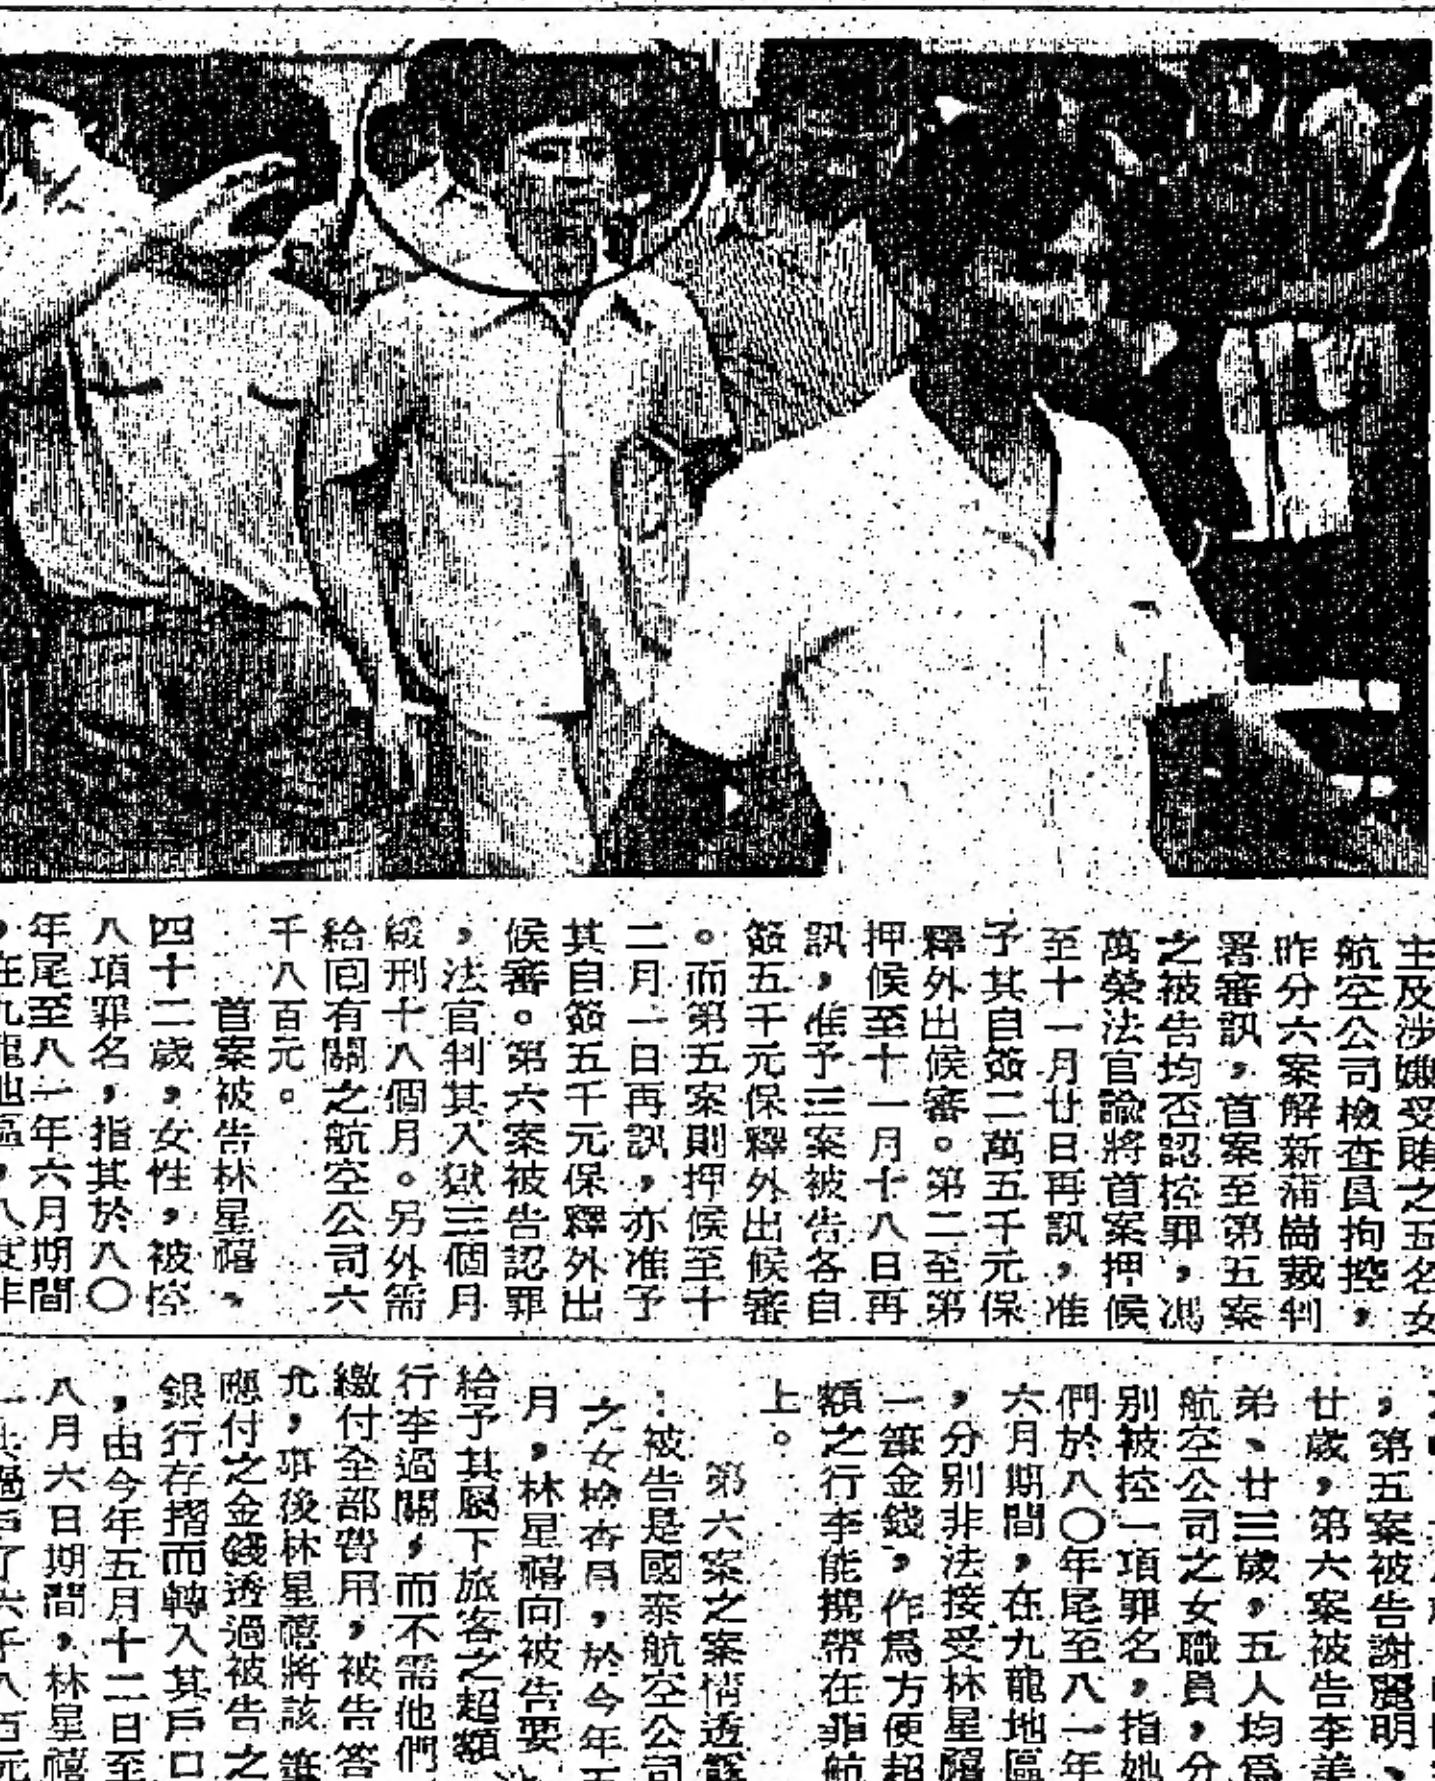 主及涉嫌受賄之五名女
航空公司檢查員拘控,
昨分六案解新蒲崗裁判
署審訊,首案至第五案
之被告均否認控罪,馮
萬榮法官諭將首案押候
至十一月廿日再訊,准
予其自簽二萬五千元保
釋外出候審。第二至第
押候至十一月十八日再
訊,准予三案被告各自
簽五千元保釋外出候審
。而第五案則押候至十
二月一日再訊,亦准予
其自簽五千元保釋外出
候審。第六案被告認罪
,法官判其入獄三個月
緩刑十八個月。另外需
給回有關之航空公司六
千八百元。
首案被告林星禧、
四十二歲,女性,被控
八項罪名,指其於八〇
年尾至八一年六月期間
,在九龍地區,
,第五案被告謝麗明、
廿歲,第六案被告李美
弟、廿三歲,五人均為
航空公司之女職員,分
別被控一項罪名,指她
們於八〇年尾至八一年
六月期間,在九龍地區
,分別非法接受林星禧
一筆金錢,作為方便超
額之行李能攜帶在非航
上。
第六案之案情透露
:被告是國泰航空公司
之女檢查員,於今年五
月,林星禧向被告要
給予其屬下旅客之超額
行李過關,而不需他們
繳付全部費用,被告答
允,事後林星禧將該筆
應付之金錢透過被告之
銀行存摺而轉入其戶口
,由今年五月十二日至
八月六日期間,林星禧
過戶了六千八百元